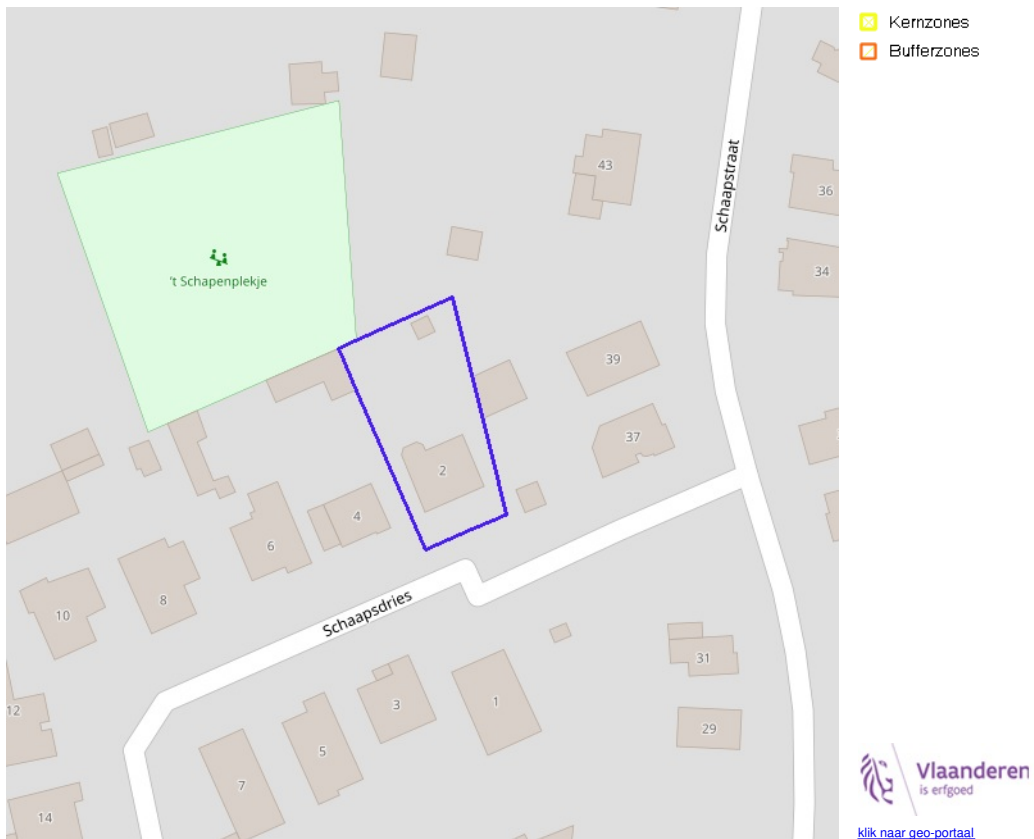 Kernzones
Bufferzones
43
Schaapstraat
36
't Schapenplekje
34
39
37
2
4
6
8
10
Schaapsdries
31
12
3
1
29
5
7
14
Vlaanderen
is erfgoed
klik naar geo-portaal